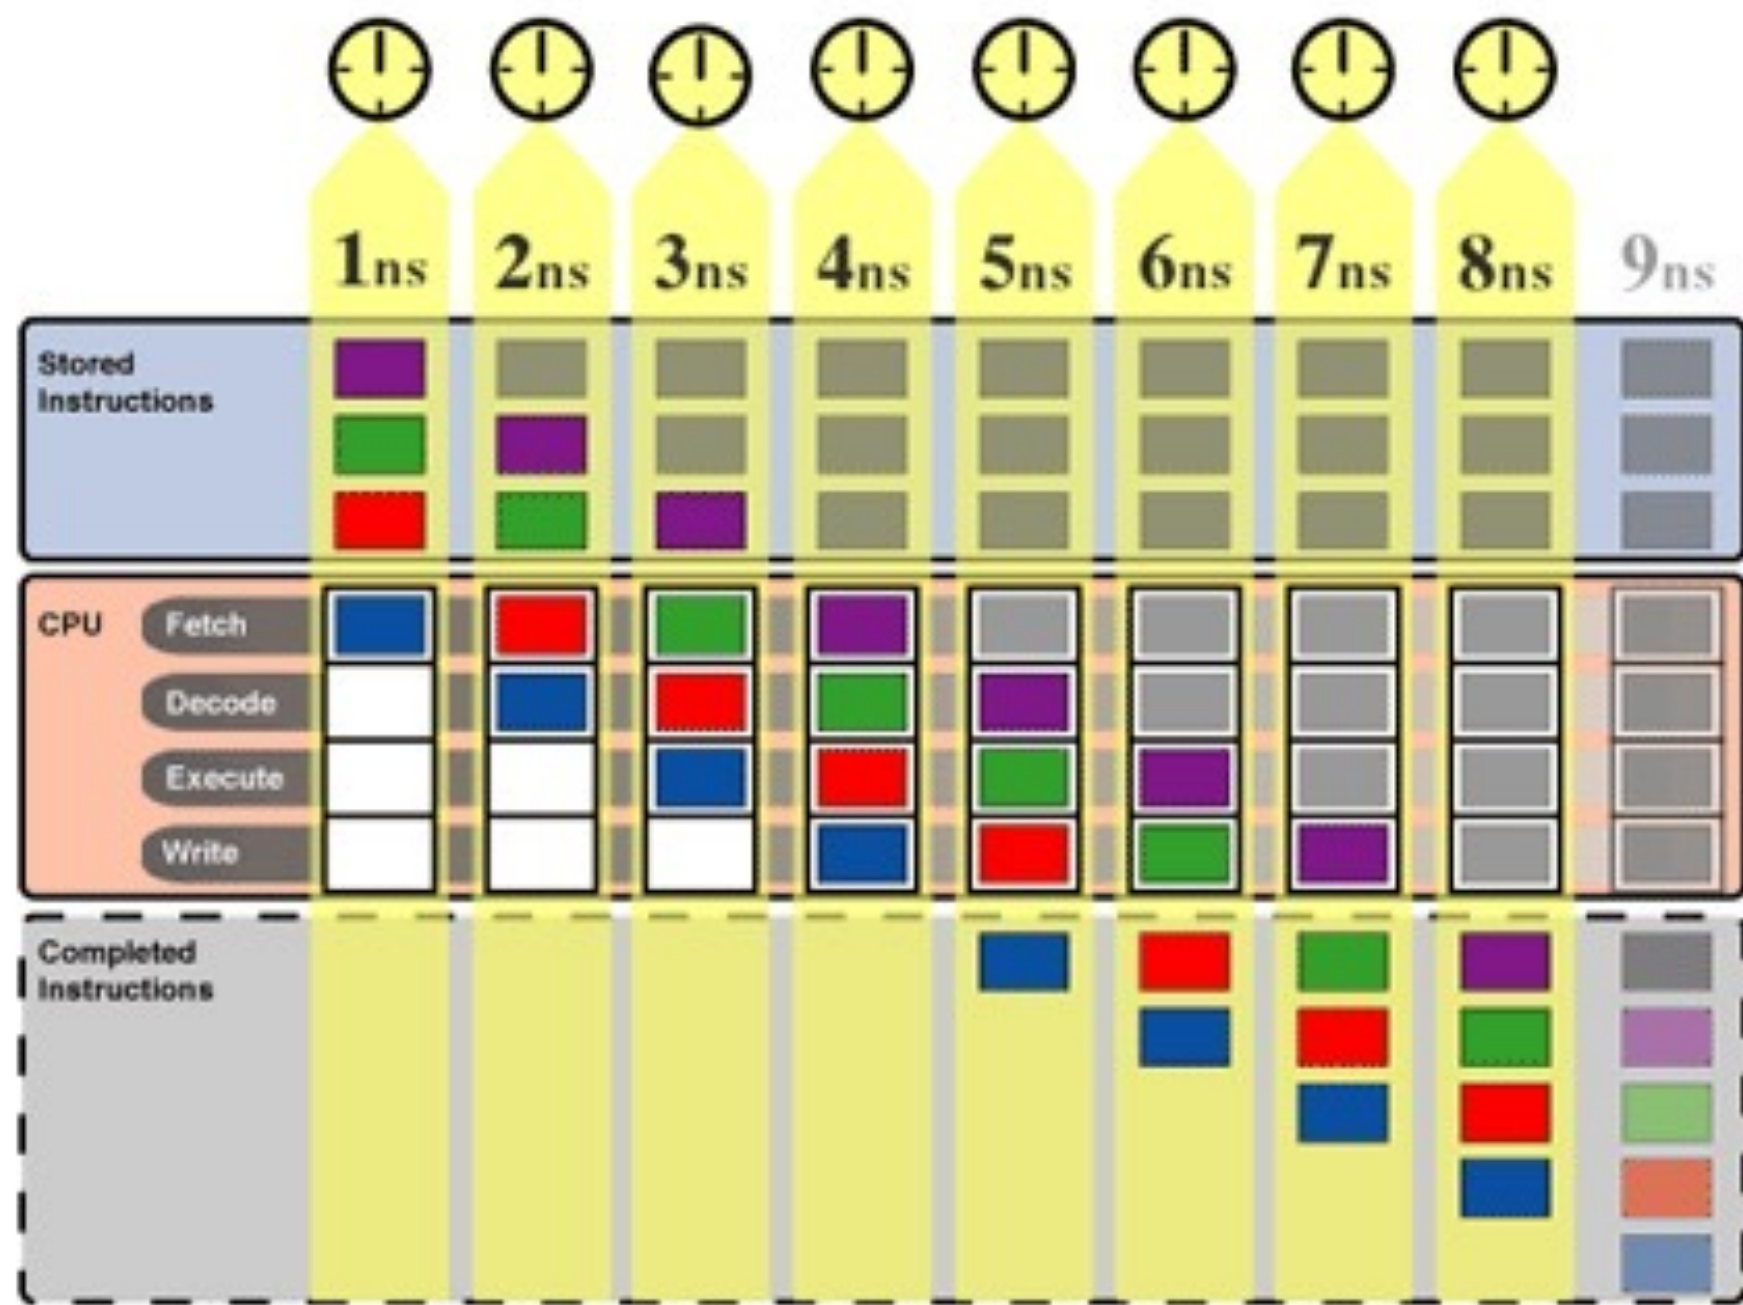 1ns 2ns 3ns 4ns 5ns 6ns 7ns 8ns 9ns
Stored
Instructions
CPU
Fetch
Decode
Execute
Write
Completed
Instructions